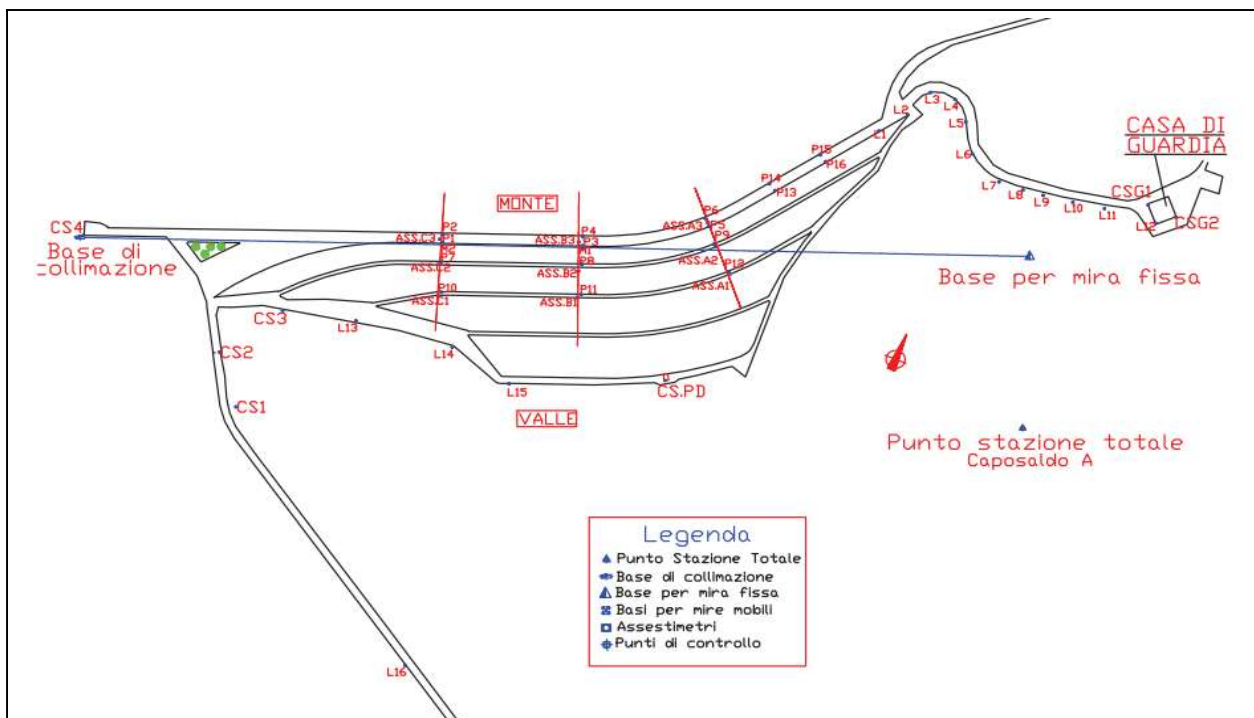 L2
L3
L4
L5
L1
CASA DI
GUARDIA
P15
P16
L6
L7
L8
L9
L10
L11
CSG1
CSG2
L12
P14
P13
MONTE
CS4
Base di
collimazione
P2
ASS.C3
P1
M2
P7
ASS.C2
P10
ASS.C1
P4
ASS.B3
P3
M1
P8
ASS.B2
P11
ASS.B1
P6
ASS.A3
P5
P9
ASS.A2
P12
ASS.A1
Base per mira fissa
CS3
L13
CS2
L14
CS1
L15
CS.PD
VALLE
Punto stazione totale
Caposaldo A
Legenda
Punto Stazione Totale
Base di collimazione
Base per mira fissa
Basi per mire mobili
Assestimetri
Punti di controllo
L16